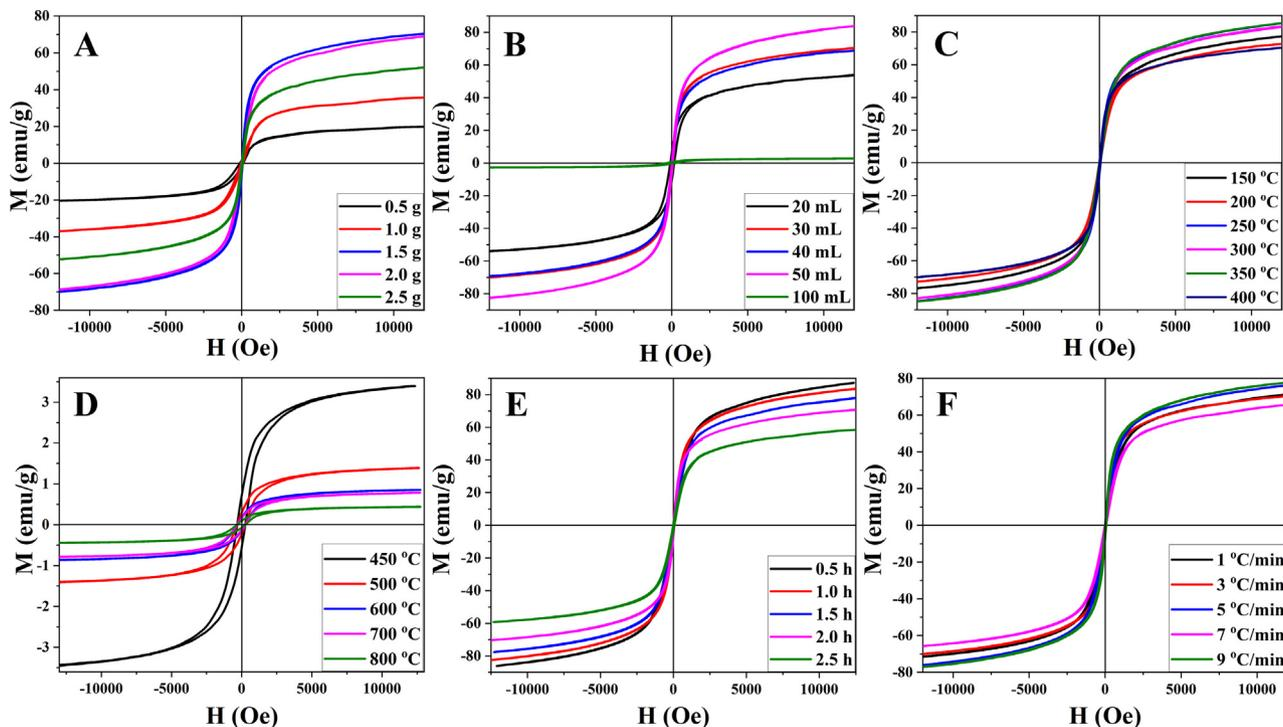 A
M (emu/g)
80
60
40
20
0
-20
-40
-60
-80
-10000 -5000 0 5000 10000
H (Oe)
0.5 g
1.0 g
1.5 g
2.0 g
2.5 g
B
M (emu/g)
80
60
40
20
0
-20
-40
-60
-80
-10000 -5000 0 5000 10000
H (Oe)
20 mL
30 mL
40 mL
50 mL
100 mL
C
M (emu/g)
80
60
40
20
0
-20
-40
-60
-80
-10000 -5000 0 5000 10000
H (Oe)
150 °C
200 °C
250 °C
300 °C
350 °C
400 °C
D
M (emu/g)
3
2
1
0
-1
-2
-3
-10000 -5000 0 5000 10000
H (Oe)
450 °C
500 °C
600 °C
700 °C
800 °C
E
M (emu/g)
80
60
40
20
0
-20
-40
-60
-80
-10000 -5000 0 5000 10000
H (Oe)
0.5 h
1.0 h
1.5 h
2.0 h
2.5 h
F
M (emu/g)
80
60
40
20
0
-20
-40
-60
-80
-10000 -5000 0 5000 10000
H (Oe)
1 °C/min
3 °C/min
5 °C/min
7 °C/min
9 °C/min